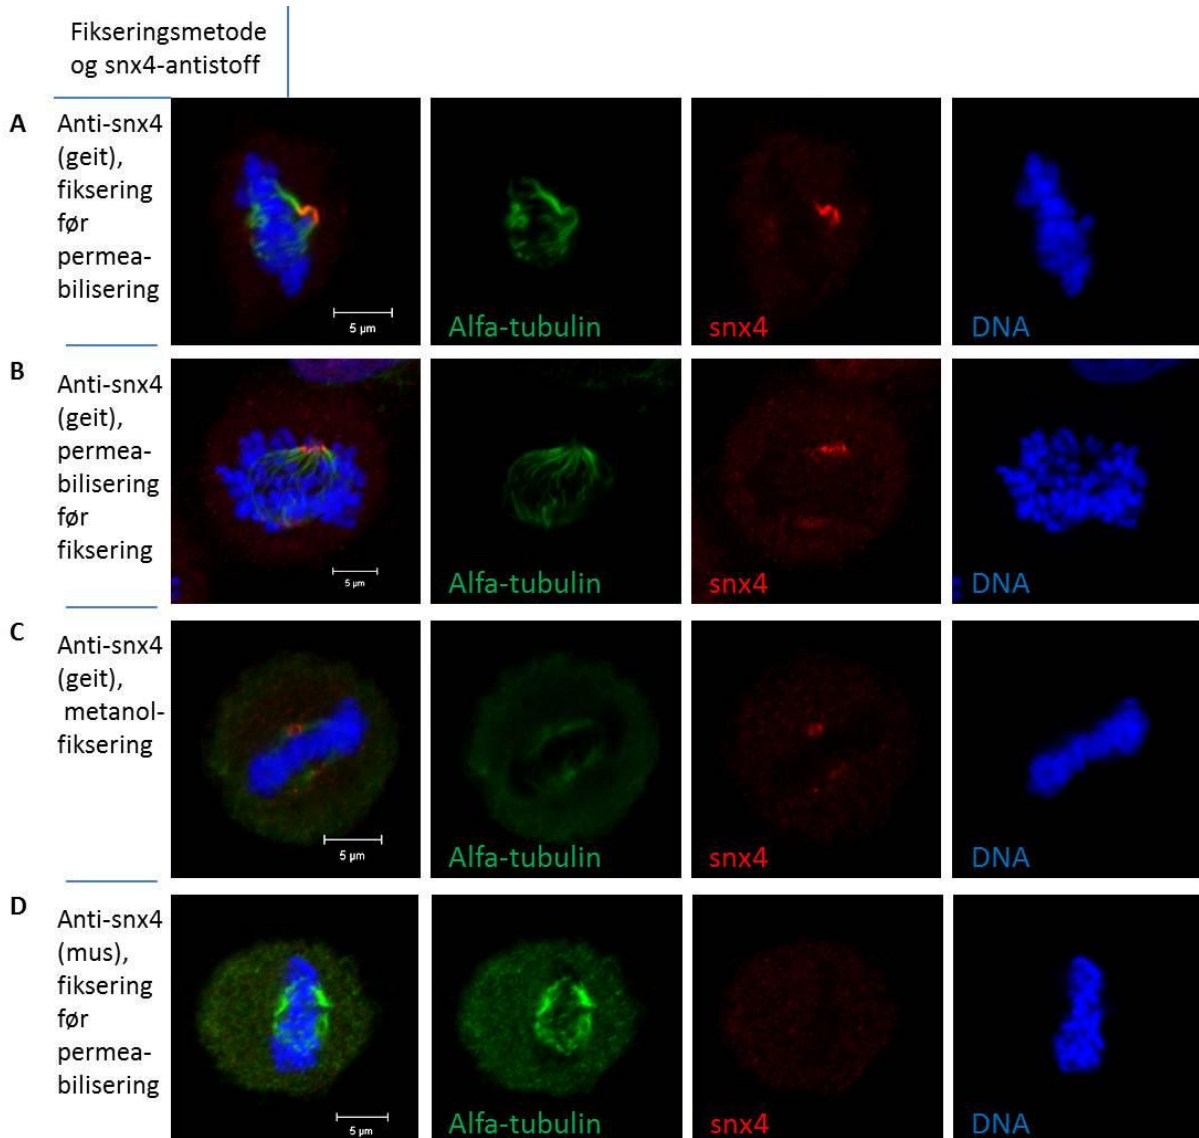 Fikseringsmetode
og snx4-antistoff
A
Anti-snx4
(geit),
fiksering
før
permea-
bilisering
5 µm
Alfa-tubulin
snx4
DNA
B
Anti-snx4
(geit),
permea-
bilisering
før
fiksering
5 µm
Alfa-tubulin
snx4
DNA
C
Anti-snx4
(geit),
metanol-
fiksering
5 µm
Alfa-tubulin
snx4
DNA
D
Anti-snx4
(mus),
fiksering
før
permea-
bilisering
5 µm
Alfa-tubulin
snx4
DNA